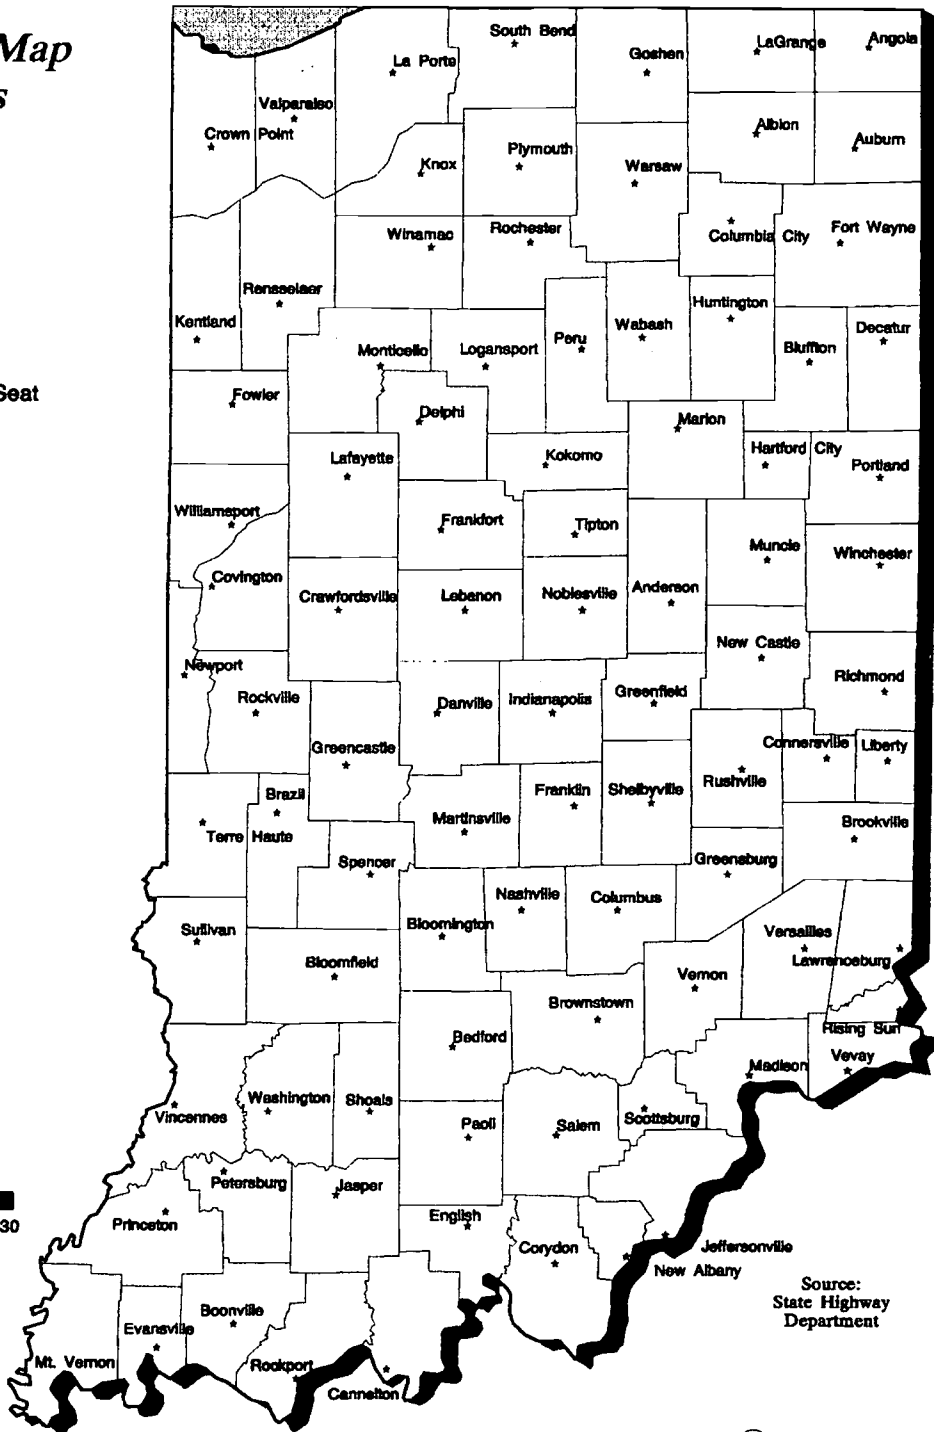 Map
s
Seat
30
South Bend
LaGrange
Angola
Goshen
La Porte
Valparaiso
Crown Point
Albion
Auburn
Plymouth
Knox
Warsaw
Winamac
Rochester
Columbia City
Fort Wayne
Rensselaer
Kentland
Huntington
Wabash
Peru
Decatur
Bluffton
Monticello
Logansport
Fowler
Delphi
Marion
Hartford City
Portland
Lafayette
Kokomo
Williamsport
Frankfort
Tipton
Muncie
Winchester
Covington
Crawfordsville
Lebanon
Noblesville
Anderson
New Castle
Newport
Richmond
Rockville
Danville
Indianapolis
Greenfield
Greencastle
Connersville
Liberty
Rushville
Brazil
Franklin
Shelbyville
Martinsville
Brookville
Terre Haute
Spencer
Greensburg
Nashville
Columbus
Bloomington
Sullivan
Versailles
Lawrenceburg
Bloomfield
Vernon
Brownstown
Rising Sun
Bedford
Vevay
Madison
Washington
Shoals
Vincennes
Paoli
Salem
Scottsburg
Petersburg
Jasper
Princeton
English
Corydon
Jeffersonville
New Albany
Source:
State Highway
Department
Boonville
Evansville
Mt. Vernon
Rockport
Cannelton